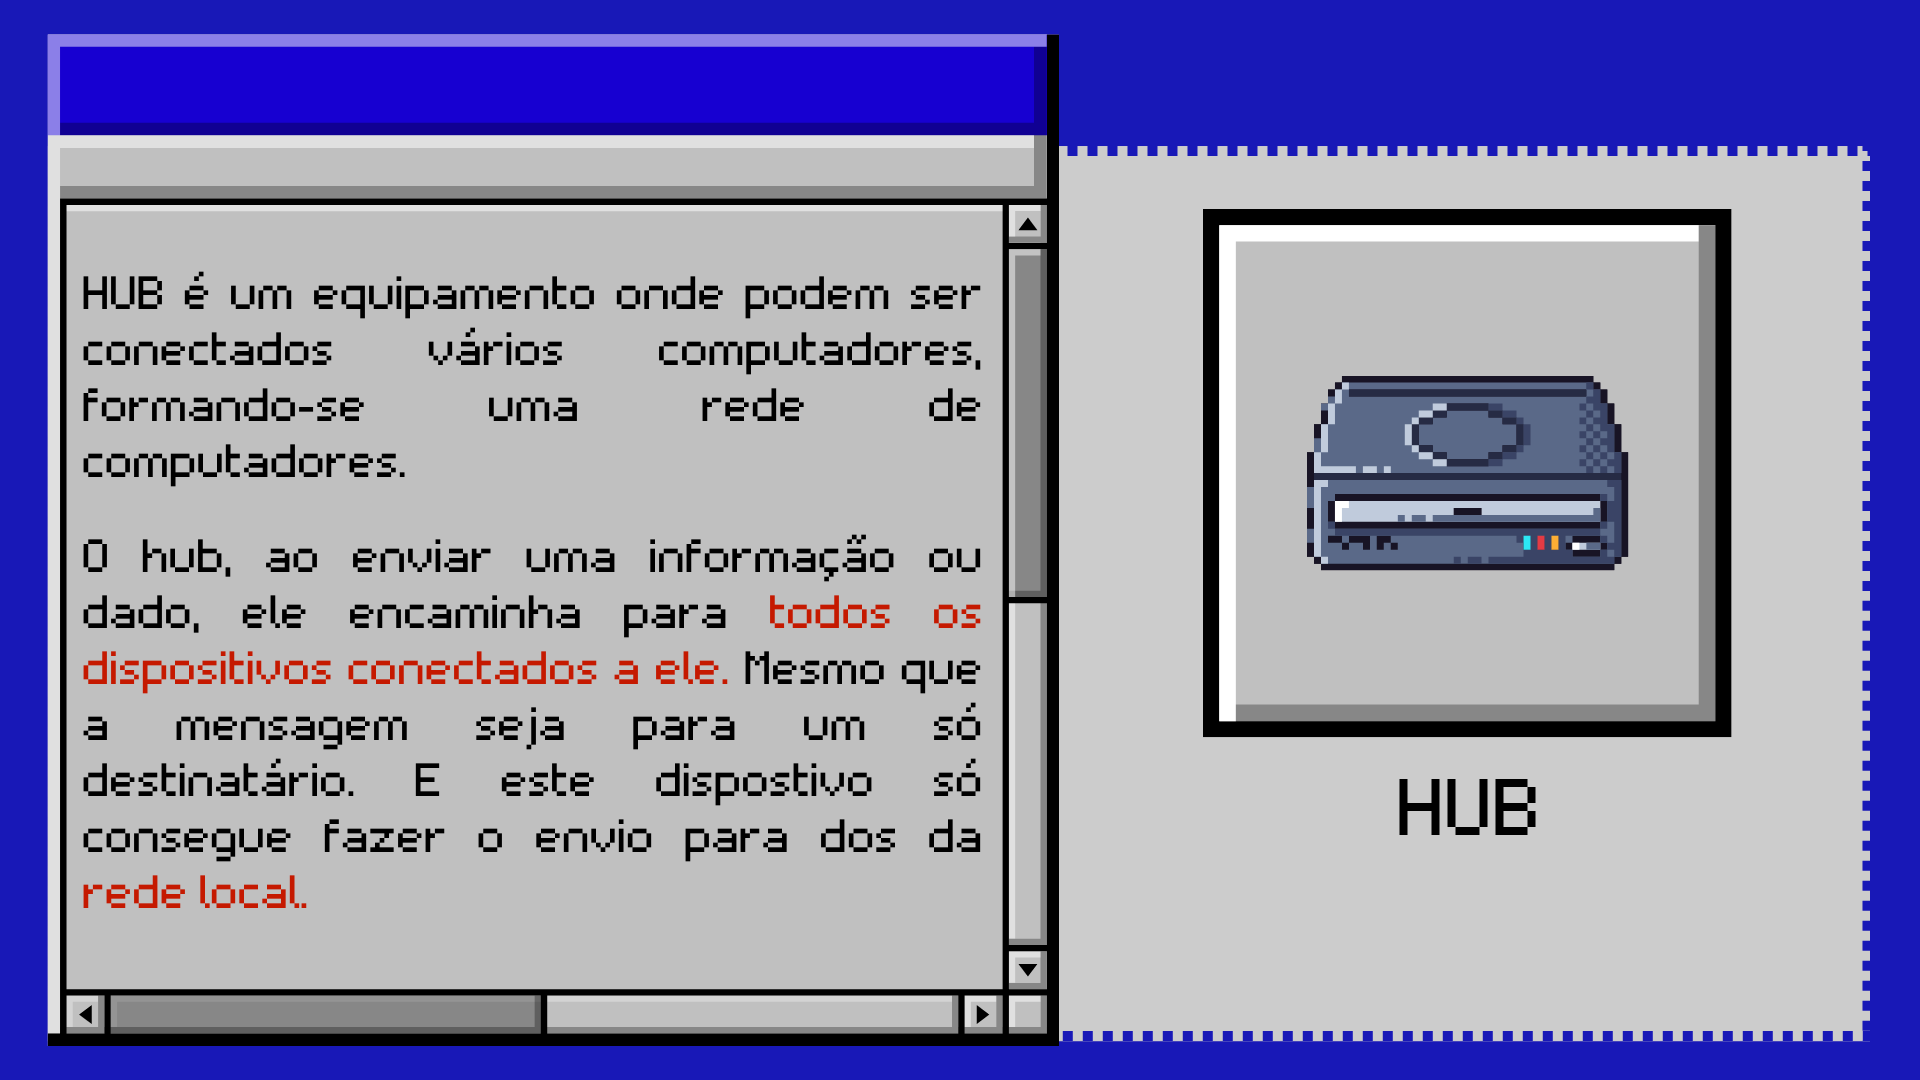 HUB é um equipamento onde podem ser
conectados vários computadores,
formando-se uma rede de
computadores.
O hub, ao enviar uma informação ou
dado, ele encaminha para todos os
dispositivos conectados a ele. Mesmo que
a mensagem seja para um só
destinatário. E este dispostivo só
consegue fazer o envio para dos da
rede local.
HUB